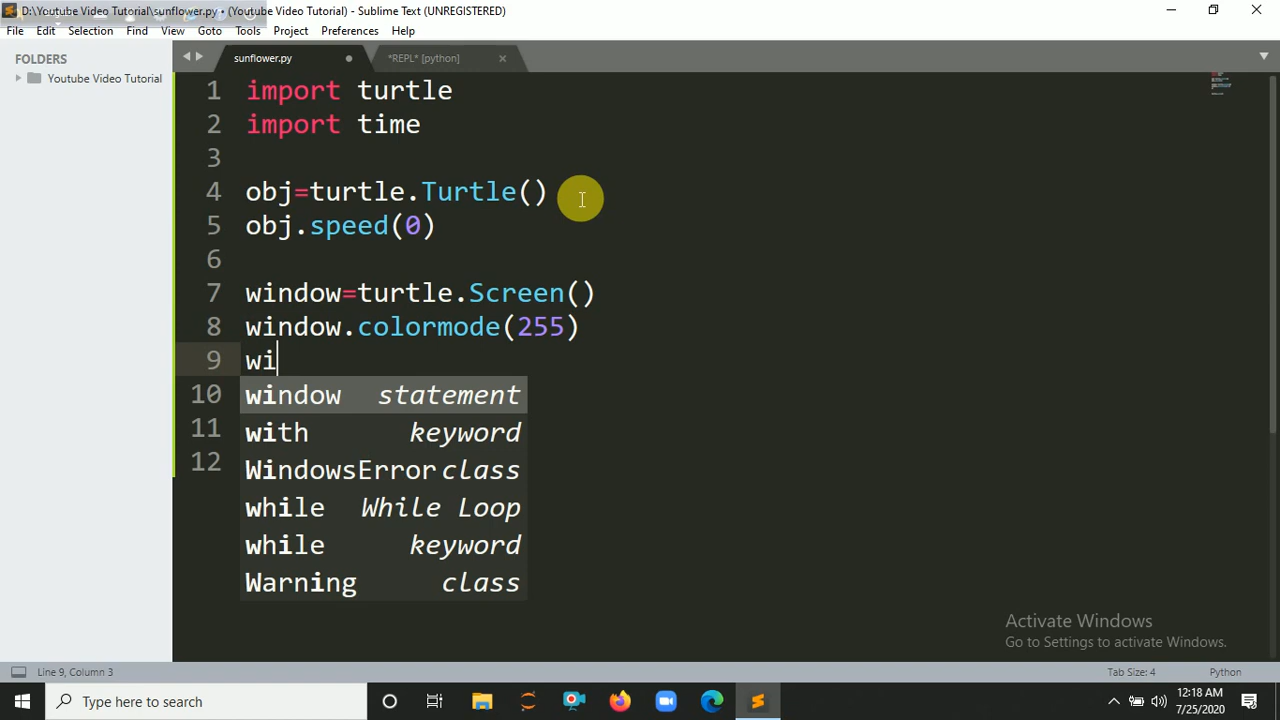 D:\Youtube Video Tutorial\sunflower.py • (Youtube Video Tutorial) - Sublime Text (UNREGISTERED)
File Edit Selection Find View Goto Tools Project Preferences Help
FOLDERS
Youtube Video Tutorial
sunflower.py
*REPL* [python]
1 import turtle
2 import time
3
4 obj=turtle.Turtle()
5 obj.speed(0)
6
7 window=turtle.Screen()
8 window.colormode(255)
9 wi
10
11
12
window statement
with keyword
WindowsError class
while While Loop
while keyword
Warning class
Activate Windows
Go to Settings to activate Windows.
Line 9, Column 3
Tab Size: 4
Python
Type here to search
12:18 AM
7/25/2020